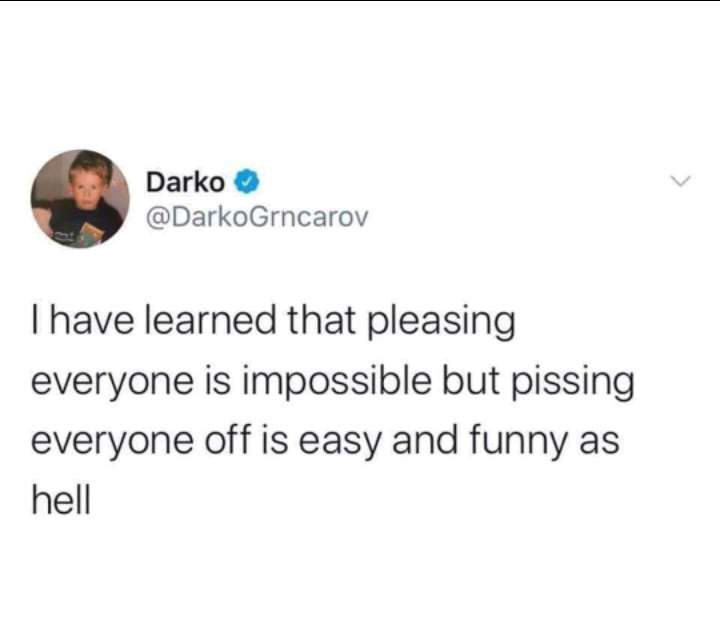 Darko
@DarkoGrncarov
I have learned that pleasing
everyone is impossible but pissing
everyone off is easy and funny as
hell